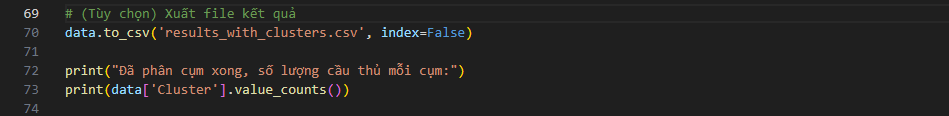 69 # (Tùy chọn) Xuất file kết quả
70 data.to_csv('results_with_clusters.csv', index=False)
71
72 print("Đã phân cụm xong, số lượng cầu thủ mỗi cụm:")
73 print(data['Cluster'].value_counts())
74